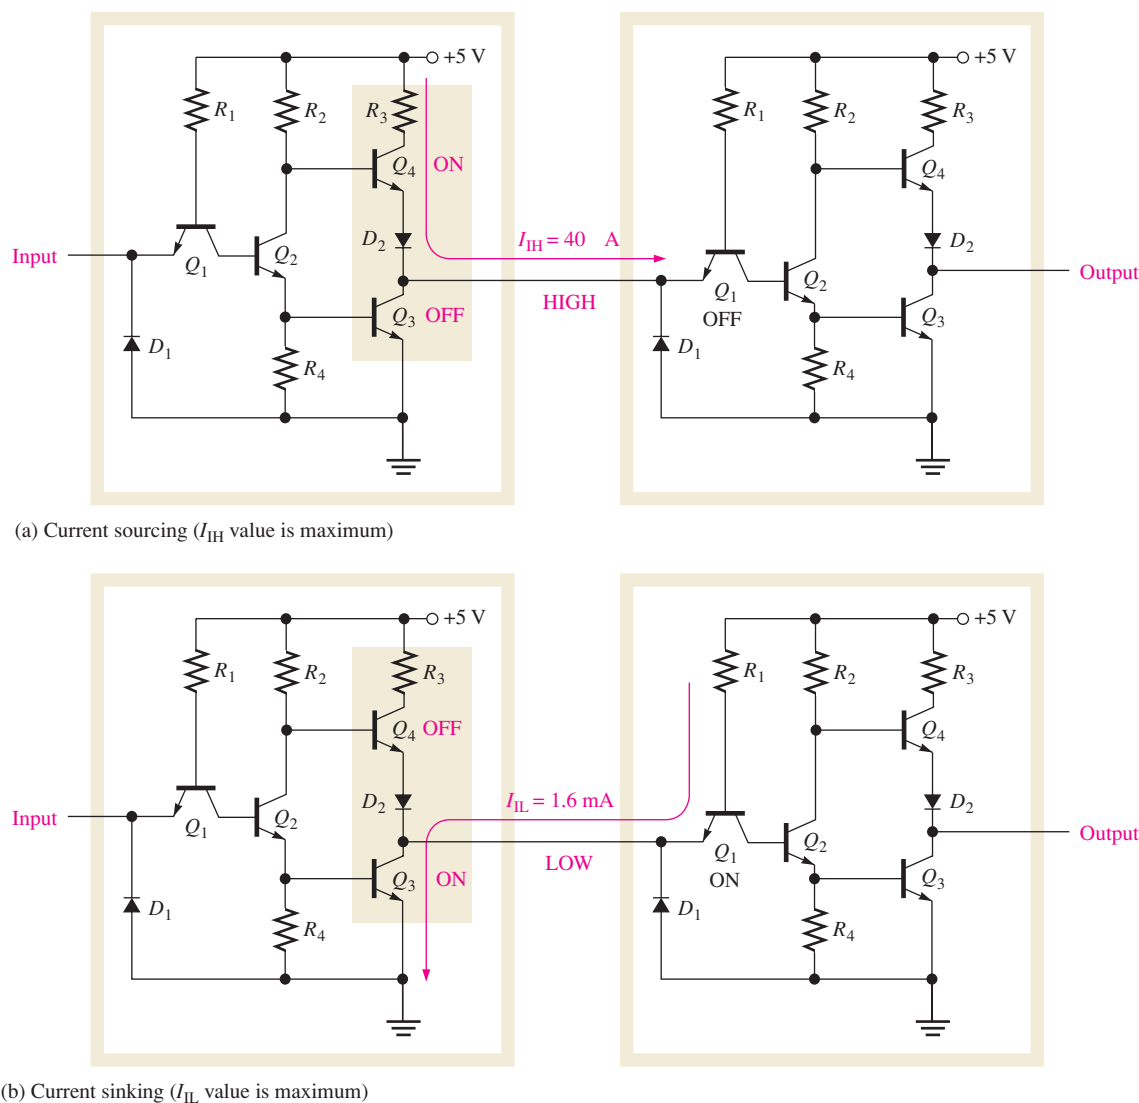 +5 V
+5 V
R1
R2
R3
R1
R2
R3
Q4
ON
Q4
Input
Q1
Q2
D2
IIH = 40 A
D2
Output
HIGH
Q1
OFF
Q2
OFF
Q3
Q3
D1
R4
D1
R4
(a) Current sourcing (IIH value is maximum)
+5 V
+5 V
R1
R2
R3
R1
R2
R3
Q4
OFF
Q4
Input
Q1
Q2
D2
IIL = 1.6 mA
D2
Output
LOW
Q1
ON
Q2
ON
Q3
Q3
D1
R4
D1
R4
(b) Current sinking (IIL value is maximum)